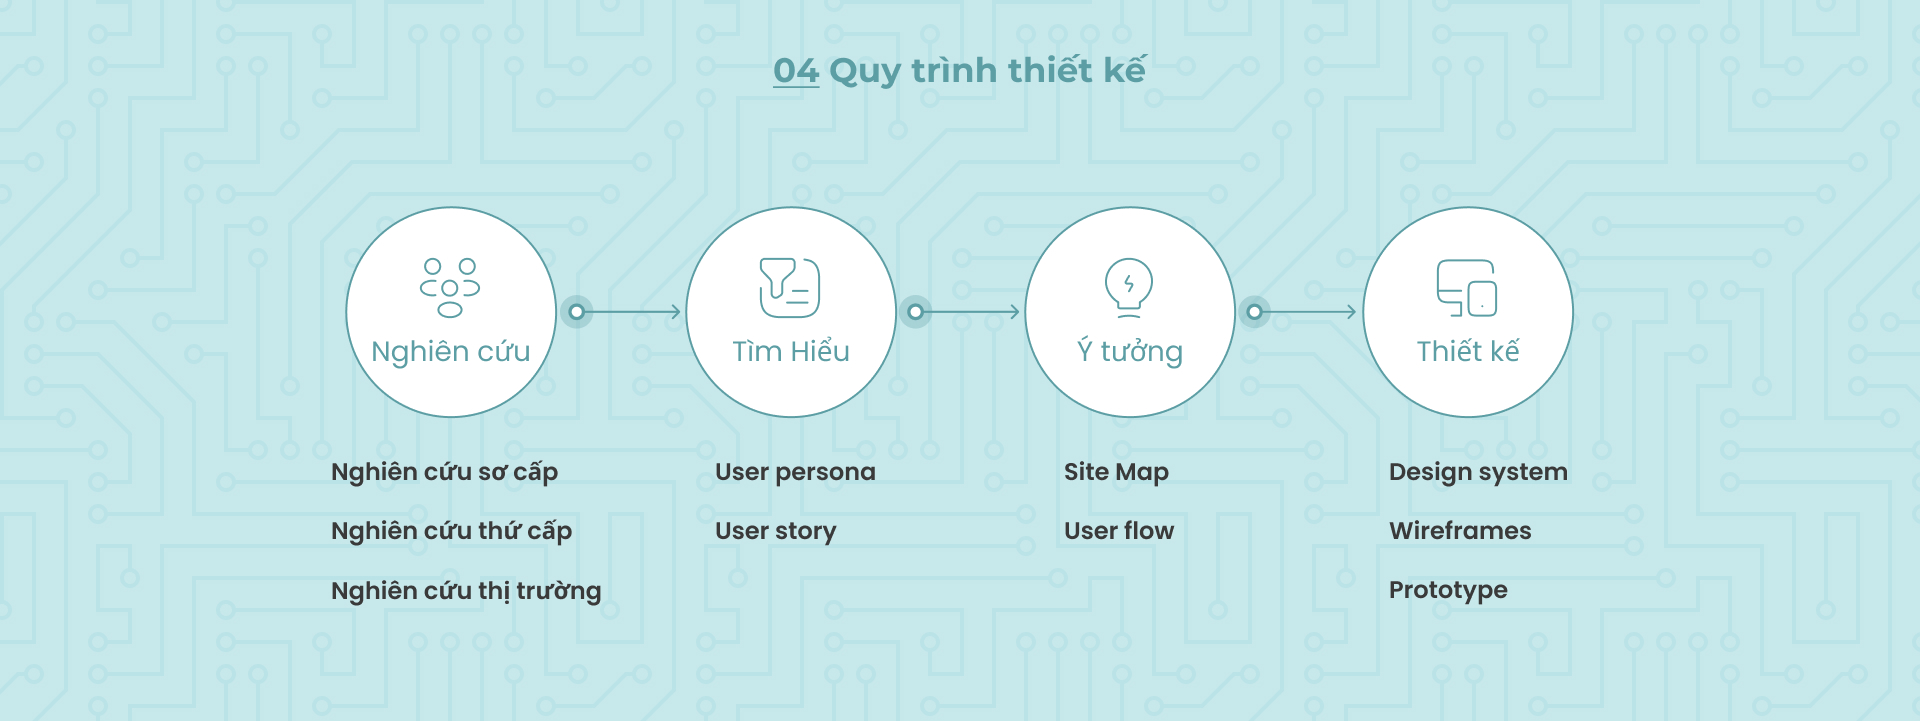 04 Quy trình thiết kế
Nghiên cứu
Tìm Hiểu
Ý tưởng
Thiết kế
Nghiên cứu sơ cấp
Nghiên cứu thứ cấp
Nghiên cứu thị trường
User persona
User story
Site Map
User flow
Design system
Wireframes
Prototype